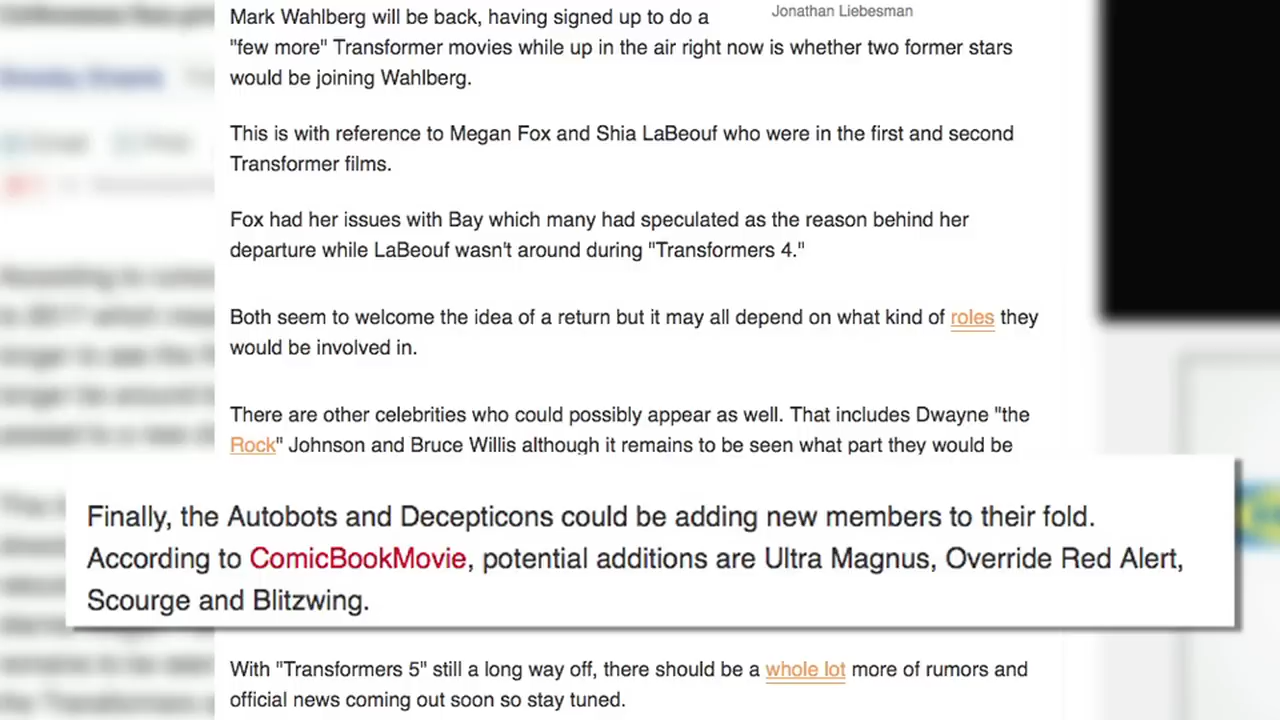 Jonathan Liebesman
Mark Wahlberg will be back, having signed up to do a
"few more" Transformer movies while up in the air right now is whether two former stars
would be joining Wahlberg.
This is with reference to Megan Fox and Shia LaBeouf who were in the first and second
Transformer films.
Fox had her issues with Bay which many had speculated as the reason behind her
departure while LaBeouf wasn't around during "Transformers 4."
Both seem to welcome the idea of a return but it may all depend on what kind of roles they
would be involved in.
There are other celebrities who could possibly appear as well. That includes Dwayne "the
Rock" Johnson and Bruce Willis although it remains to be seen what part they would be
Finally, the Autobots and Decepticons could be adding new members to their fold.
According to ComicBookMovie, potential additions are Ultra Magnus, Override Red Alert,
Scourge and Blitzwing.
With "Transformers 5" still a long way off, there should be a whole lot more of rumors and
official news coming out soon so stay tuned.